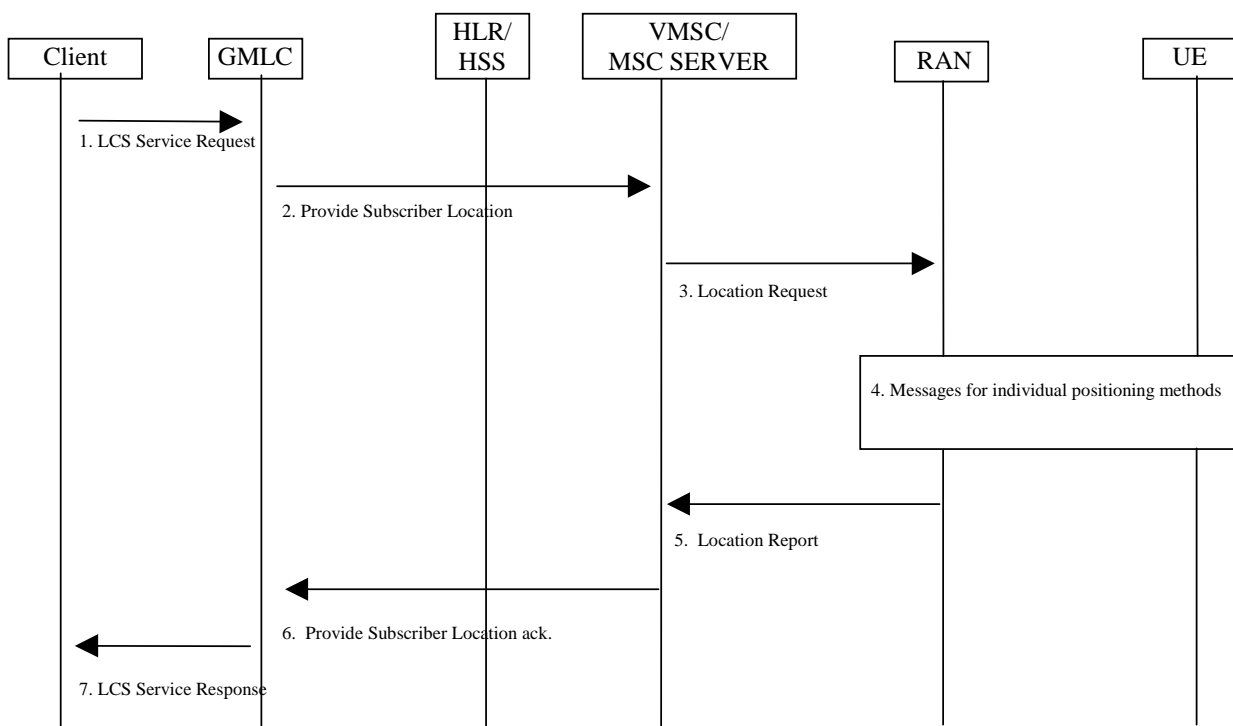 Client
GMLC
HLR/
HSS
VMSC/
MSC SERVER
RAN
UE
1. LCS Service Request
2. Provide Subscriber Location
3. Location Request
4. Messages for individual positioning methods
5. Location Report
6. Provide Subscriber Location ack.
7. LCS Service Response